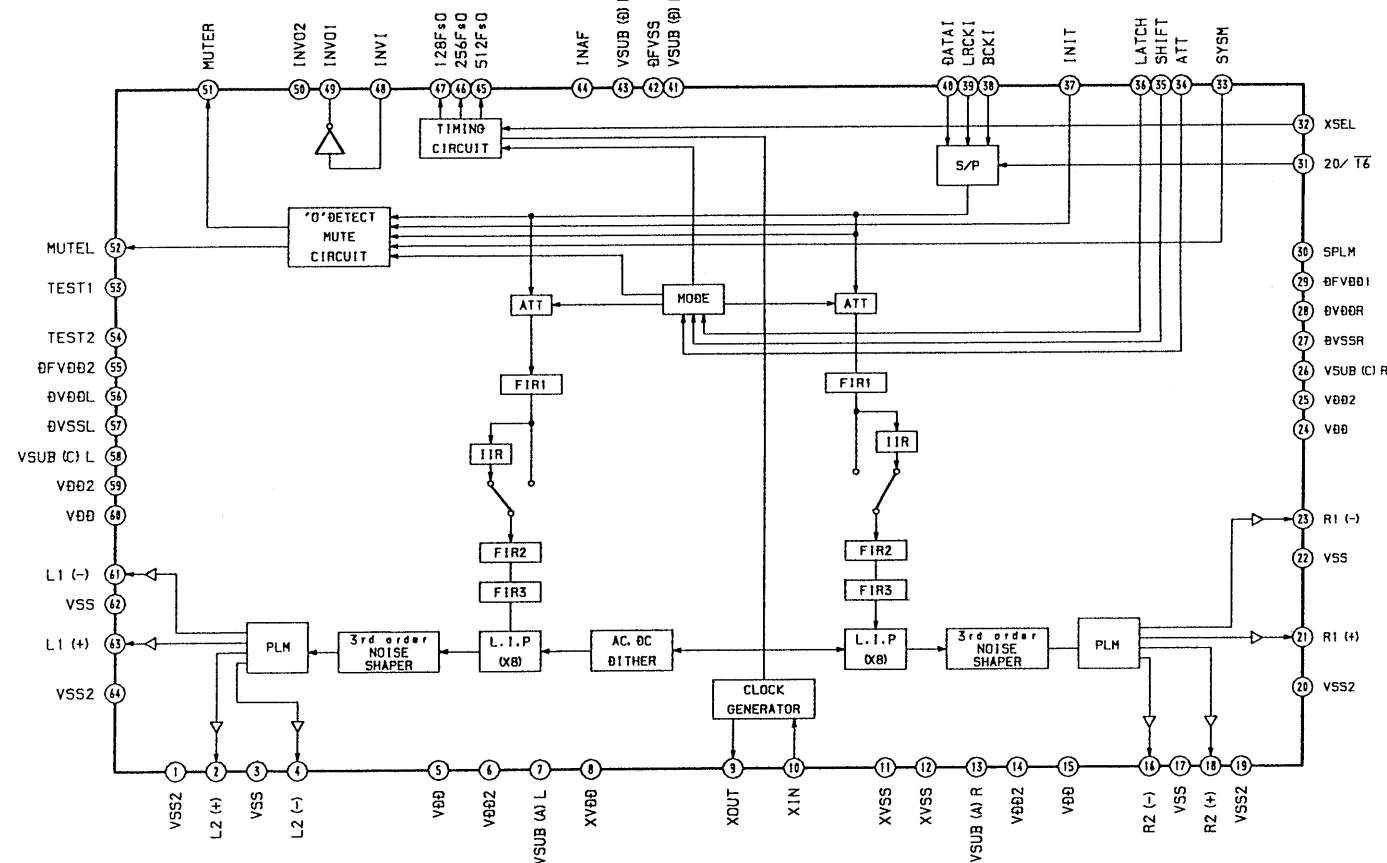 MUTER
INVO2
INVO1
INVI
128FsO
256FsO
512FsO
INAF
VSUB (D)
DFVSS
VSUB (D)
DATAI
LRCKI
BCKI
INIT
LATCH
SHIFT
ATT
SYSM
51
50
49
48
47
46
45
44
43
42
41
40
39
38
37
36
35
34
33
TIMING
CIRCUIT
32 XSEL
S/P
31 20/ 16
'0'DETECT
MUTE
CIRCUIT
MUTEL 52
30 SPLM
TEST1 53
29 DFVDD1
MODE
ATT
ATT
28 DVDDR
TEST2 54
27 DVSSR
DFVDD2 55
26 VSUB (C) R
FIR1
FIR1
DVDDL 56
25 VDD2
DVSSL 57
24 VDD
IIR
IIR
VSUB (C) L 58
VDD2 59
VDD 60
23 R1 (-)
FIR2
FIR2
22 VSS
L1 (-) 61
FIR3
FIR3
VSS 62
L1 (+) 63
PLM
3rd order
NOISE
SHAPER
L.I.P
(X8)
AC. DC
DITHER
L.I.P
(X8)
3rd order
NOISE
SHAPER
PLM
21 R1 (+)
VSS2 64
CLOCK
GENERATOR
20 VSS2
1
2
3
4
5
6
7
8
9
10
11
12
13
14
15
16
17
18
19
VSS2
L2 (+)
VSS
L2 (-)
VDD
VDD2
VSUB (A) L
XVDD
XOUT
XIN
XVSS
XVSS
VSUB (A) R
VDD2
VDD
R2 (-)
VSS
R2 (+)
VSS2